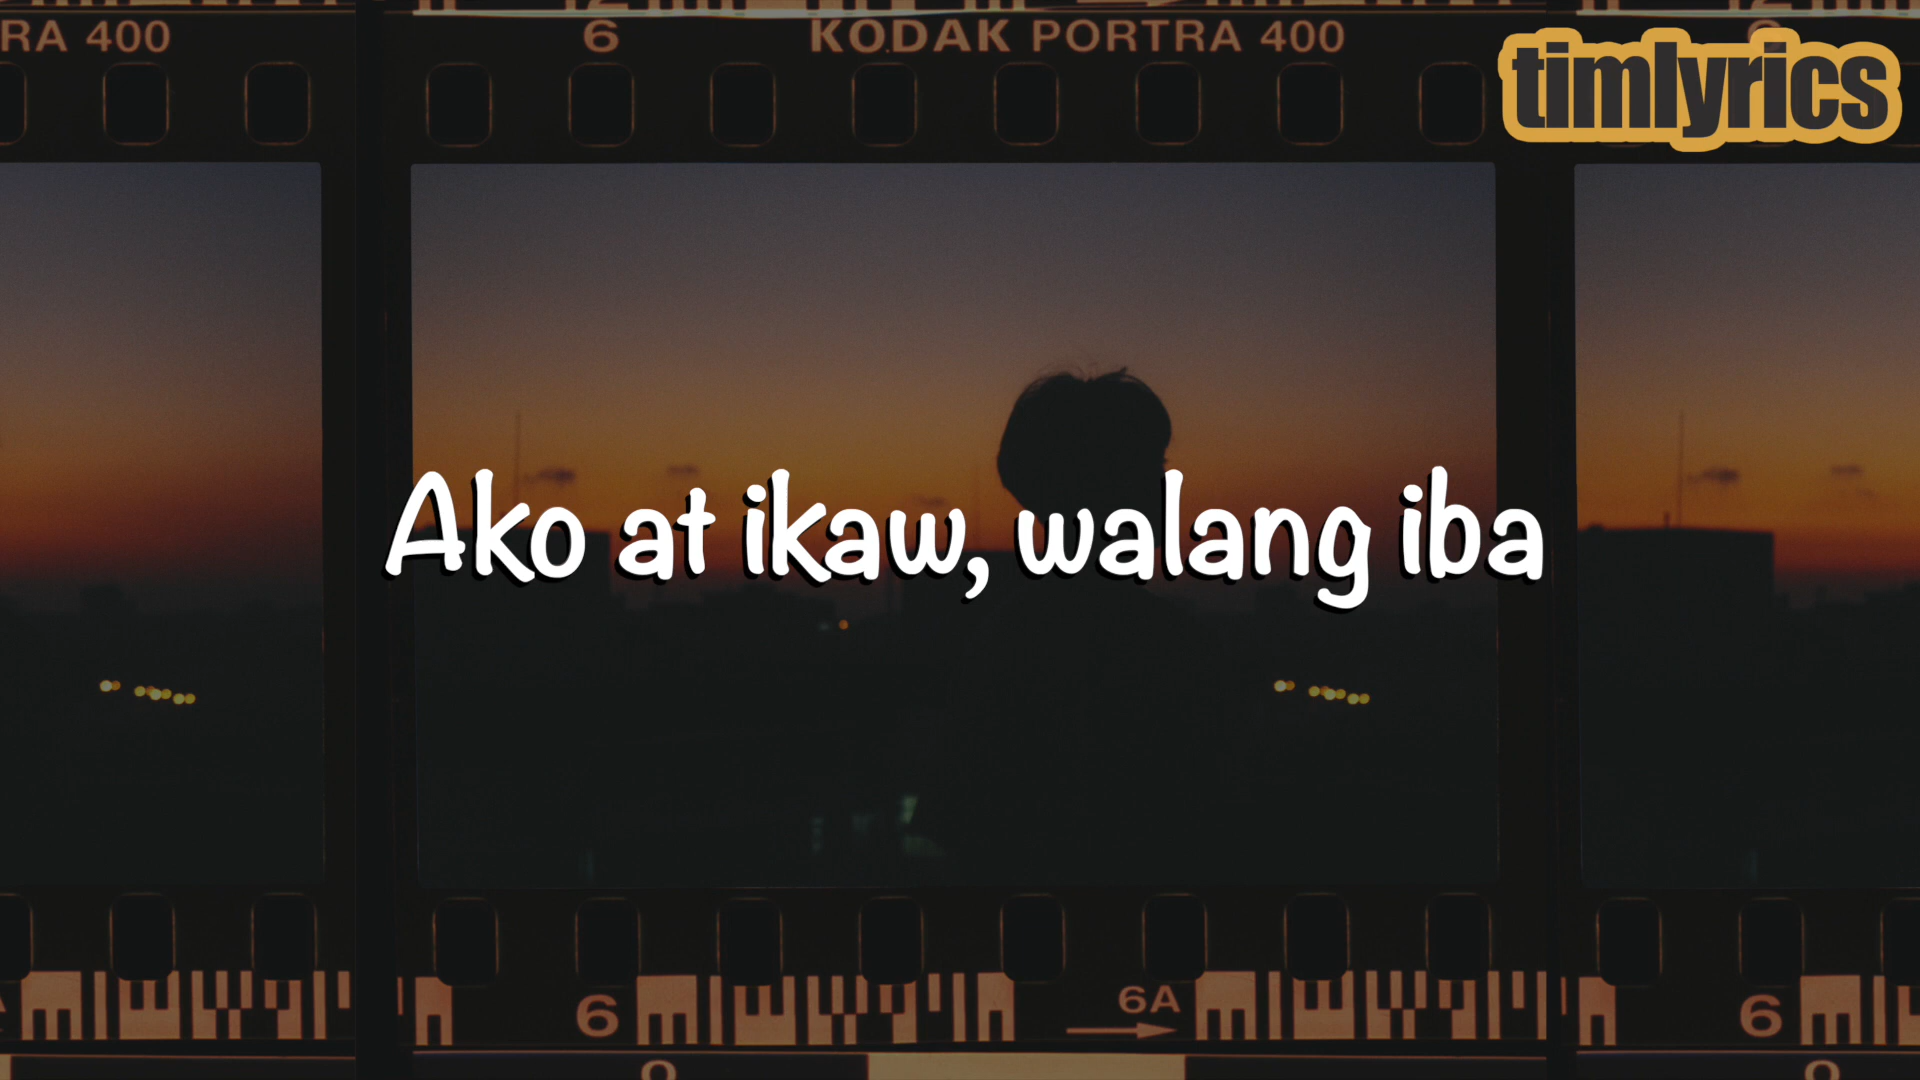 RA 400
6
KODAK PORTRA 400
timlyrics
Ako at ikaw, walang iba
6
6A
6